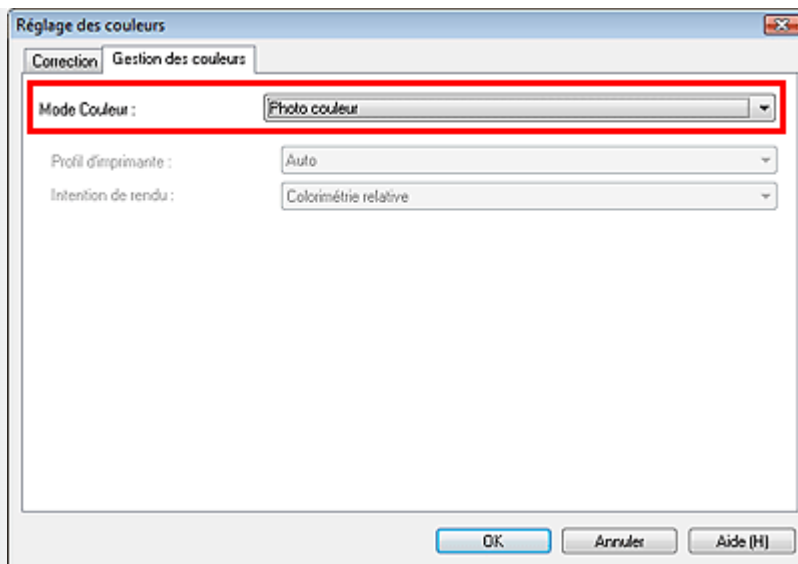 Réglage des couleurs
Correction Gestion des couleurs
Mode Couleur : Photo couleur
Profil d'imprimante : Auto
Intention de rendu : Colorimétrie relative
OK Annuler Aide (H)